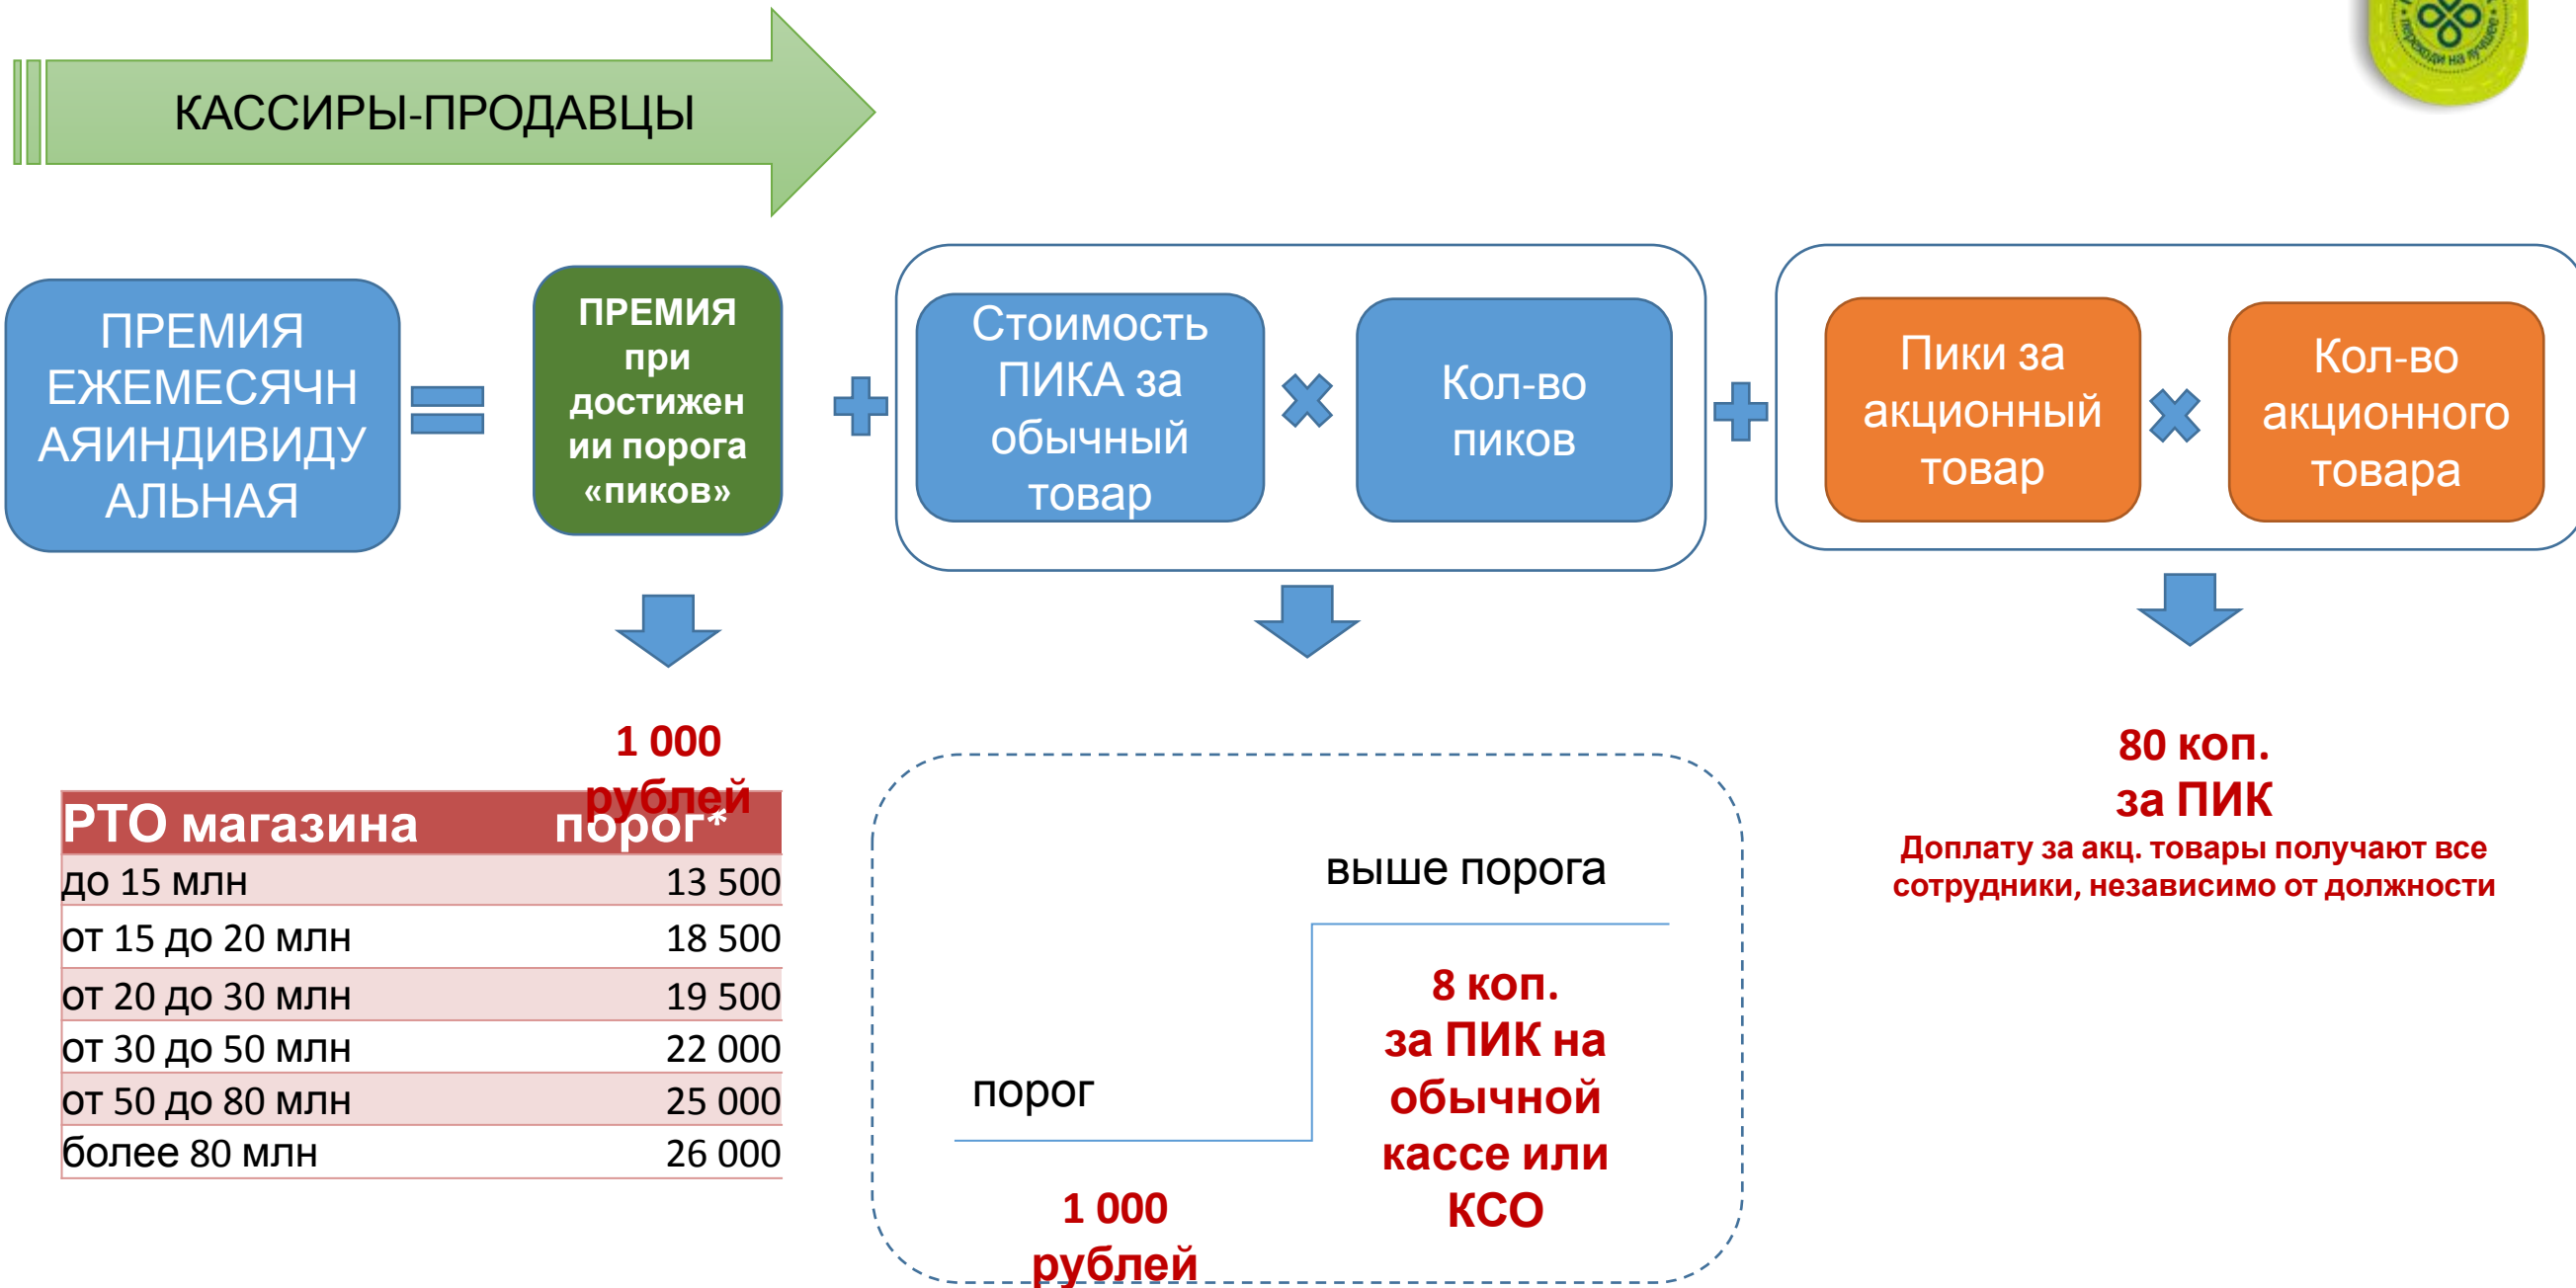 переходи на лучшее
КАССИРЫ-ПРОДАВЦЫ
ПРЕМИЯ
ЕЖЕМЕСЯЧН
АЯИНДИВИДУ
АЛЬНАЯ
ПРЕМИЯ
при
достижен
ии порога
«пиков»
Стоимость
ПИКА за
обычный
товар
Кол-во
пиков
Пики за
акционный
товар
Кол-во
акционного
товара
1 000
рублей
РТО магазина порог*
до 15 млн 13 500
от 15 до 20 млн 18 500
от 20 до 30 млн 19 500
от 30 до 50 млн 22 000
от 50 до 80 млн 25 000
более 80 млн 26 000
порог
1 000
рублей
выше порога
8 коп.
за ПИК на
обычной
кассе или
КСО
80 коп.
за ПИК
Доплату за акц. товары получают все
сотрудники, независимо от должности